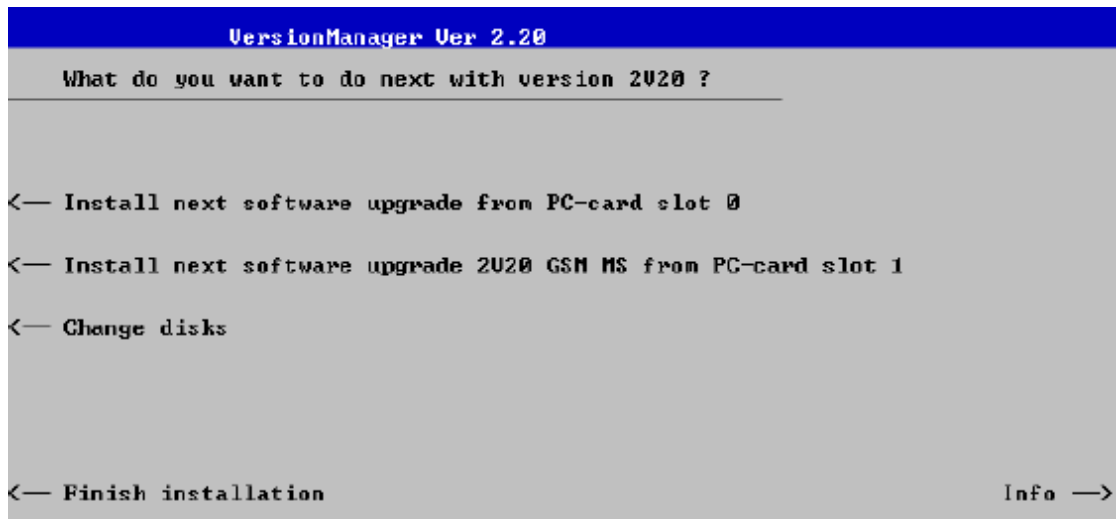 VersionManager Ver 2.20
What do you want to do next with version 2V20 ?
<— Install next software upgrade from PC-card slot 0
<— Install next software upgrade 2V20 GSM MS from PC-card slot 1
<— Change disks
<— Finish installation Info —>